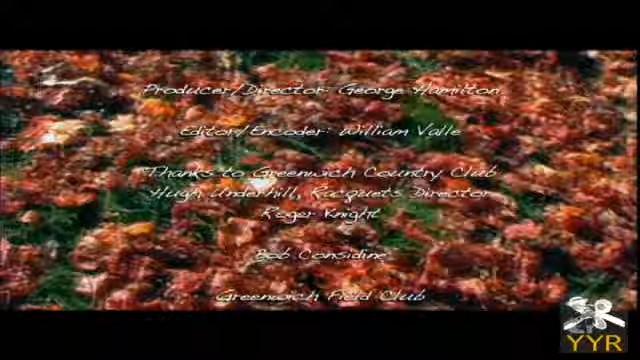 Producer/Director: George Hamilton
Editor/Encoder: William Valle
Thanks to Greenwich Country Club
Hugh Underhill, Racquets Director
Roger Knight
Bob Considine
Greenwich Field Club
YYR